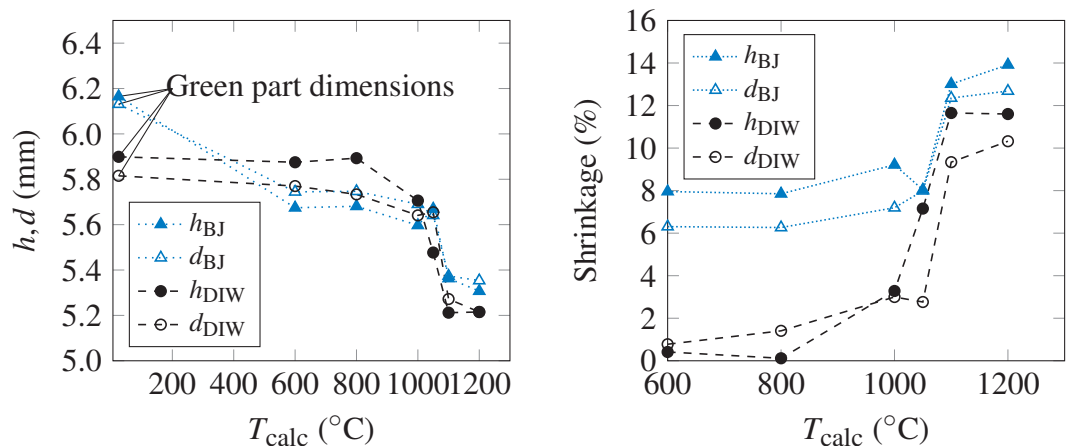 6.4
6.2
6.0
5.8
5.6
5.4
5.2
5.0
h,d (mm)
Green part dimensions
h_BJ
d_BJ
h_DIW
d_DIW
200 400 600 800 1000 1200
T_calc (°C)
16
14
12
10
8
6
4
2
0
Shrinkage (%)
h_BJ
d_BJ
h_DIW
d_DIW
600 800 1000 1200
T_calc (°C)